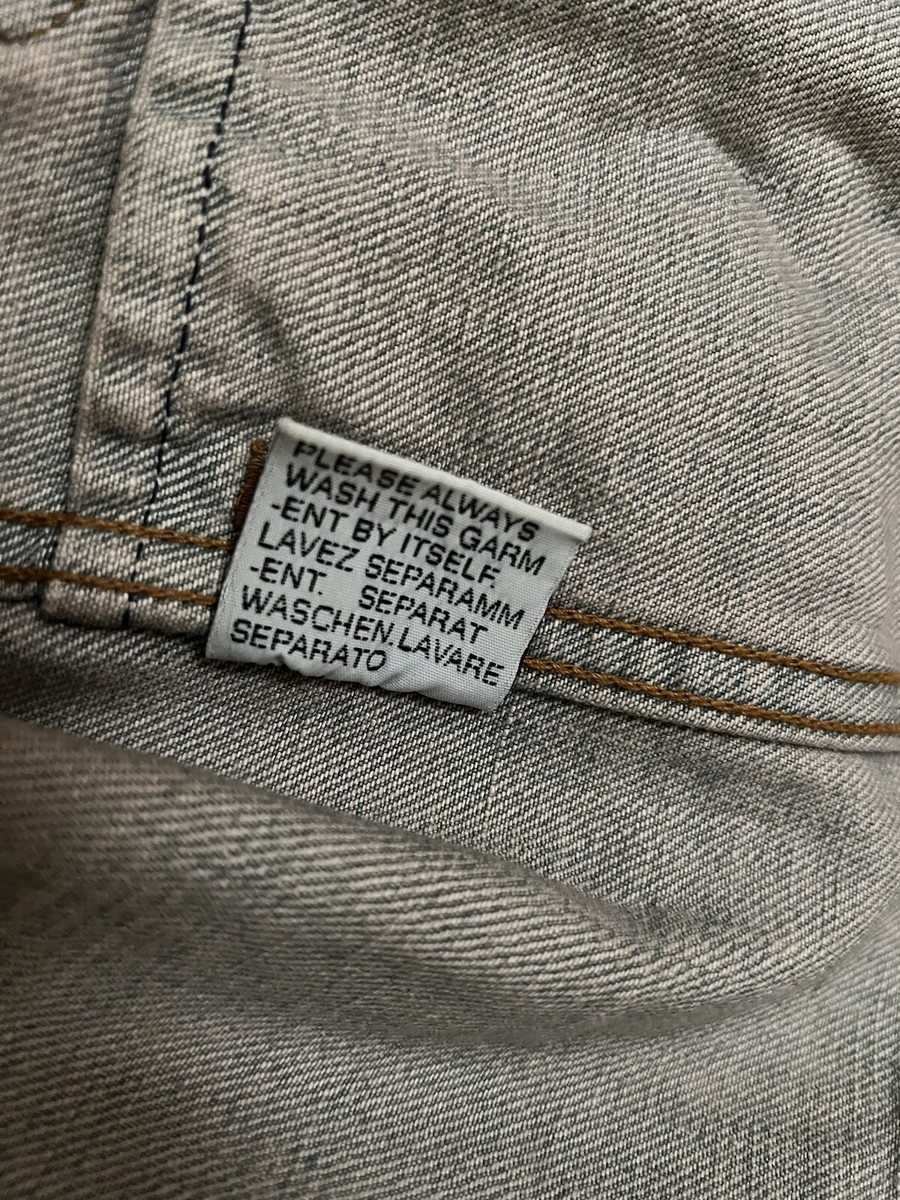 PLEASE ALWAYS
WASH THIS GARM
-ENT BY ITSELF.
LAVEZ SEPARAMM
-ENT. SEPARAT
WASCHEN.LAVARE
SEPARATO